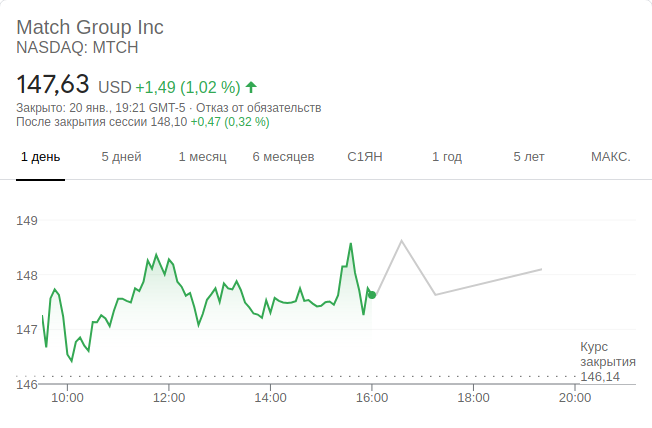 Match Group Inc
NASDAQ: MTCH
147,63 USD +1,49 (1,02 %)
Закрыто: 20 янв., 19:21 GMT-5 · Отказ от обязательств
После закрытия сессии 148,10 +0,47 (0,32 %)
1 день 5 дней 1 месяц 6 месяцев С1ЯН 1 год 5 лет МАКС.
149
148
147
146
Курс
закрытия
146,14
10:00 12:00 14:00 16:00 18:00 20:00